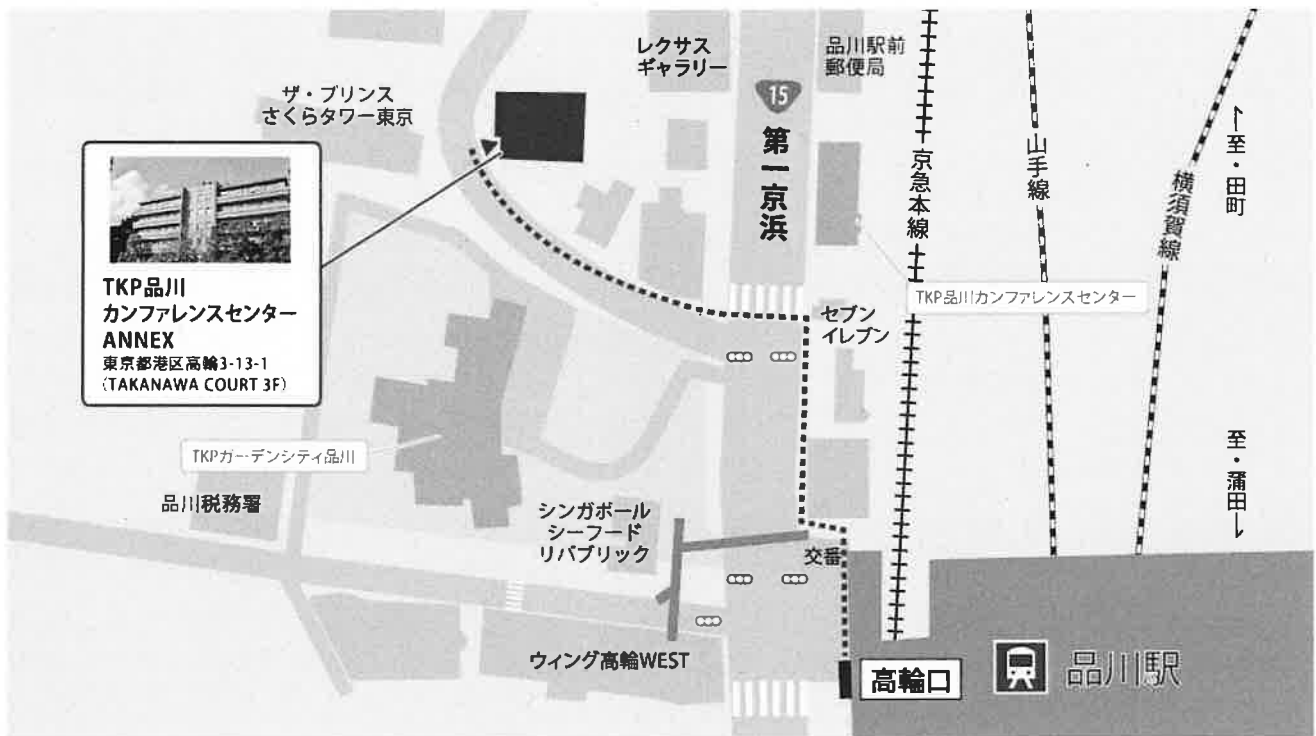 レクサス
ギャラリー
品川駅前
郵便局
15
第一京浜
ザ・プリンス
さくらタワー東京
京急本線
山手線
横須賀線
至・田町
TKP品川
カンファレンスセンター
ANNEX
東京都港区高輪3-13-1
(TAKANAWA COURT 3F)
TKP品川カンファレンスセンター
セブン
イレブン
TKPガーデンシティ品川
品川税務署
シンガポール
シーフード
リパブリック
交番
至・蒲田
ウィング高輪WEST
高輪口
品川駅